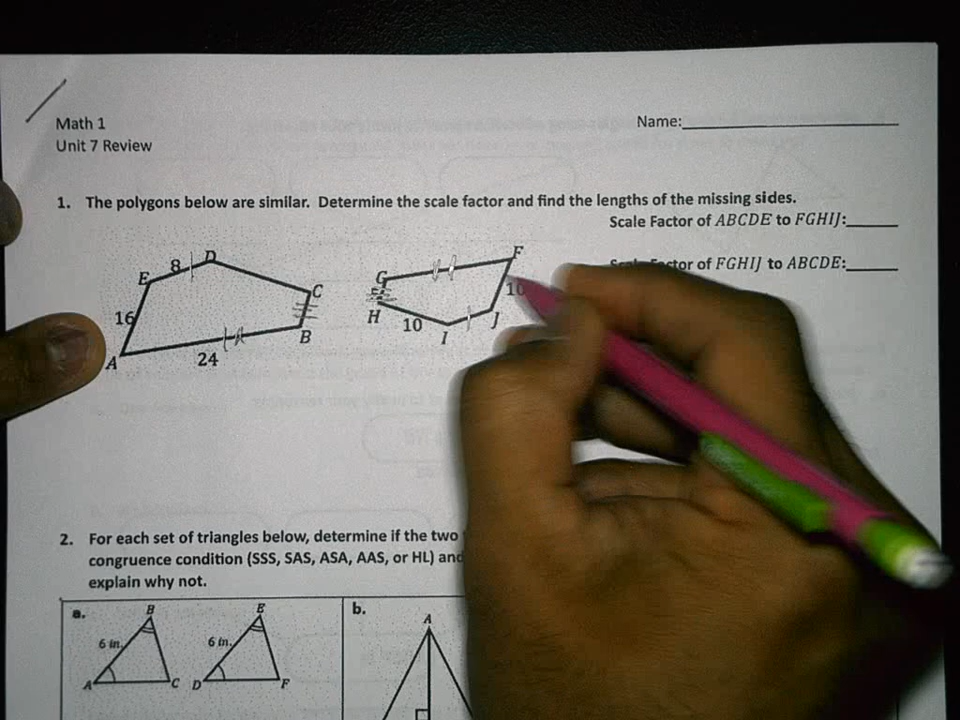 Math 1
Name:
Unit 7 Review
1. The polygons below are similar. Determine the scale factor and find the lengths of the missing sides.
Scale Factor of ABCDE to FGHIJ:
Factor of FGHIJ to ABCDE:
E 8 D
C
16
B
A 24
G F
H 10 I J
10
2. For each set of triangles below, determine if the two
congruence condition (SSS, SAS, ASA, AAS, or HL) and
explain why not.
a. B E
6 in. 6 in.
A C D F
b. A